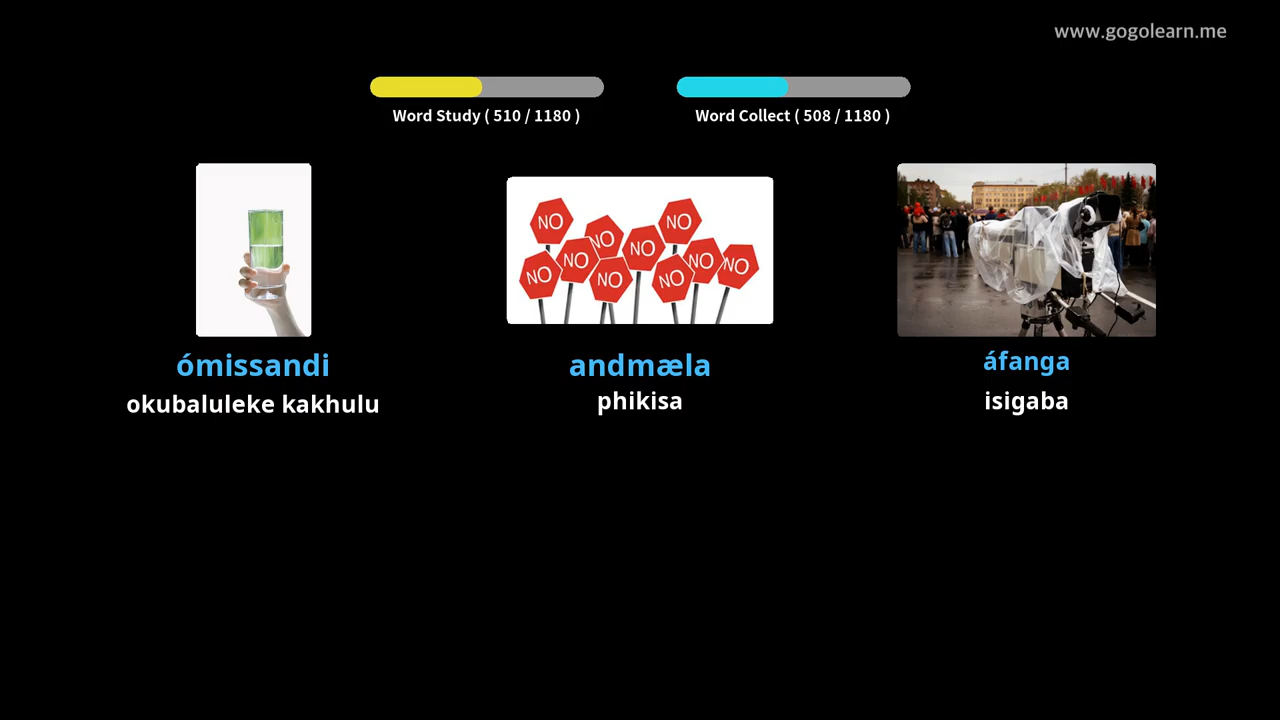 www.gogolearn.me
Word Study ( 510 / 1180 )
Word Collect ( 508 / 1180 )
NO
NO
NO
NO
NO
NO
NO
NO
NO
NO
ómissandi
andmæla
áfanga
okubaluleke kakhulu
phikisa
isigaba